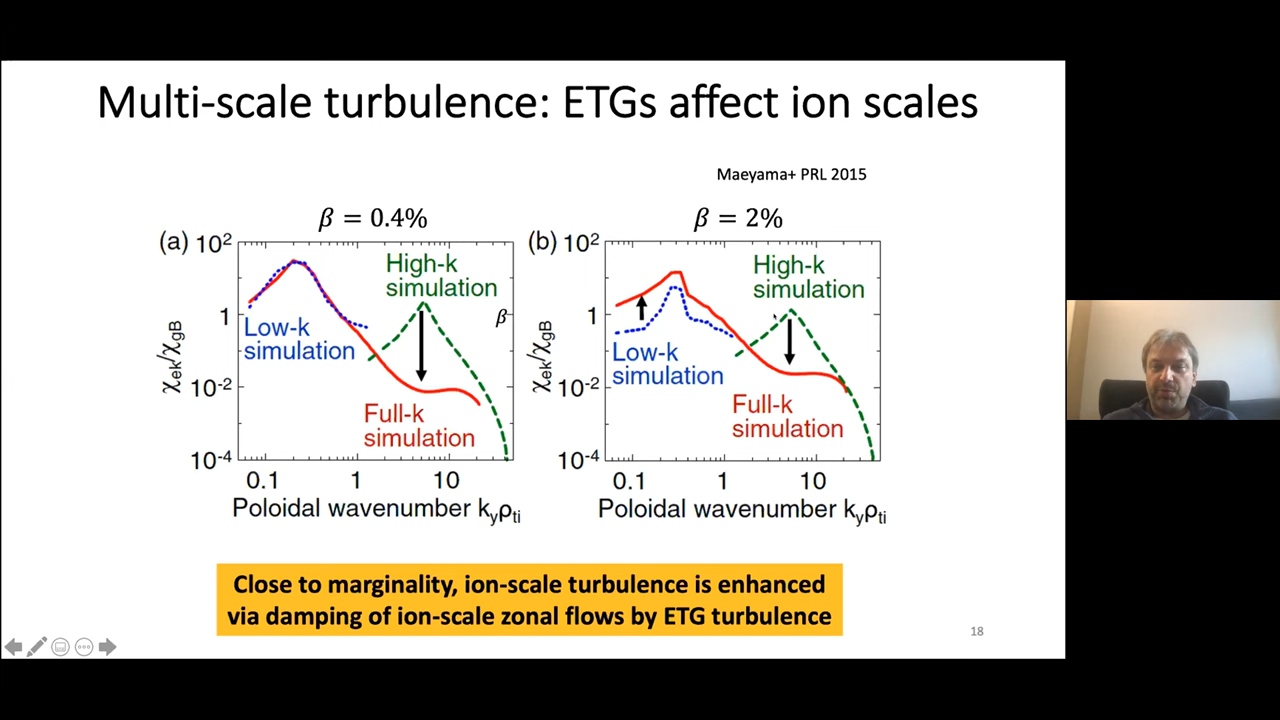 Multi-scale turbulence: ETGs affect ion scales
Maeyama+ PRL 2015
β = 0.4%
(a)
10²
1
10⁻²
10⁻⁴
χek/χgB
High-k
simulation
β
Low-k
simulation
Full-k
simulation
0.1 1 10
Poloidal wavenumber kyρti
β = 2%
(b)
10²
1
10⁻²
10⁻⁴
χek/χgB
High-k
simulation
Low-k
simulation
Full-k
simulation
0.1 1 10
Poloidal wavenumber kyρti
Close to marginality, ion-scale turbulence is enhanced
via damping of ion-scale zonal flows by ETG turbulence
18